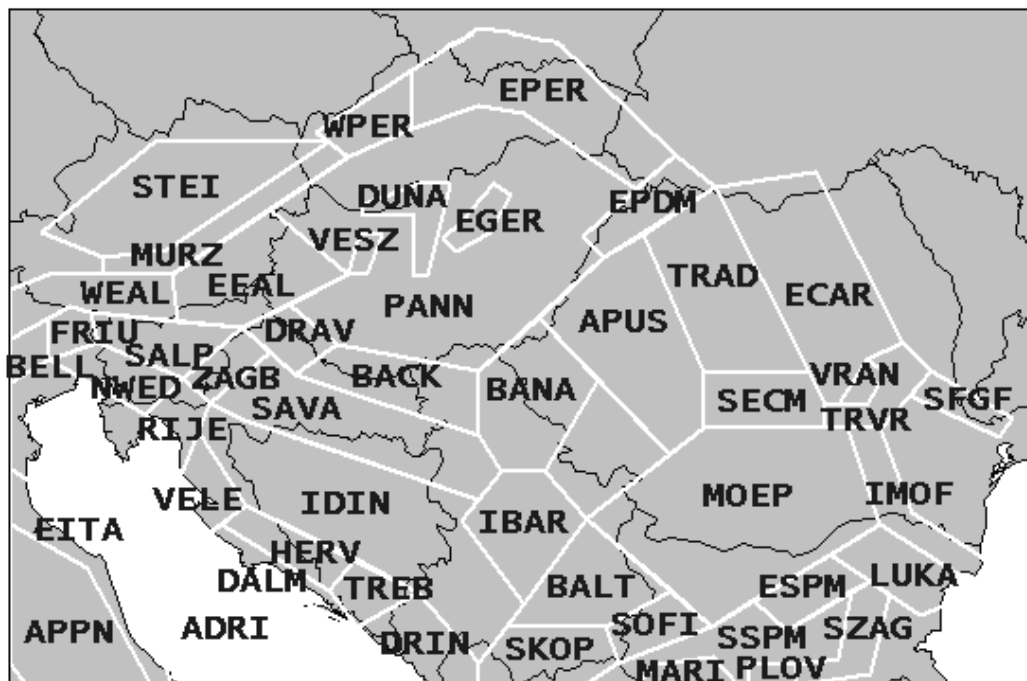 EPER
WPER
STEI
DUNA
EPDM
EGER
VESZ
MURZ
TRAD
EEAL
WEAL
ECAR
PANN
APUS
FRIU
DRAV
SALP
BELL
ZAGB
BACK
VRAN
NWED
BANA
SFGF
SECM
SAVA
TRVR
RIJE
MOEP
IMOF
VELE
IDIN
IBAR
EITA
HERV
LUKA
DALM
TREB
BALT
ESPM
ADRI
APPN
SOFI
SZAG
DRIN
SKOP
SSPM
MARI
PLOV